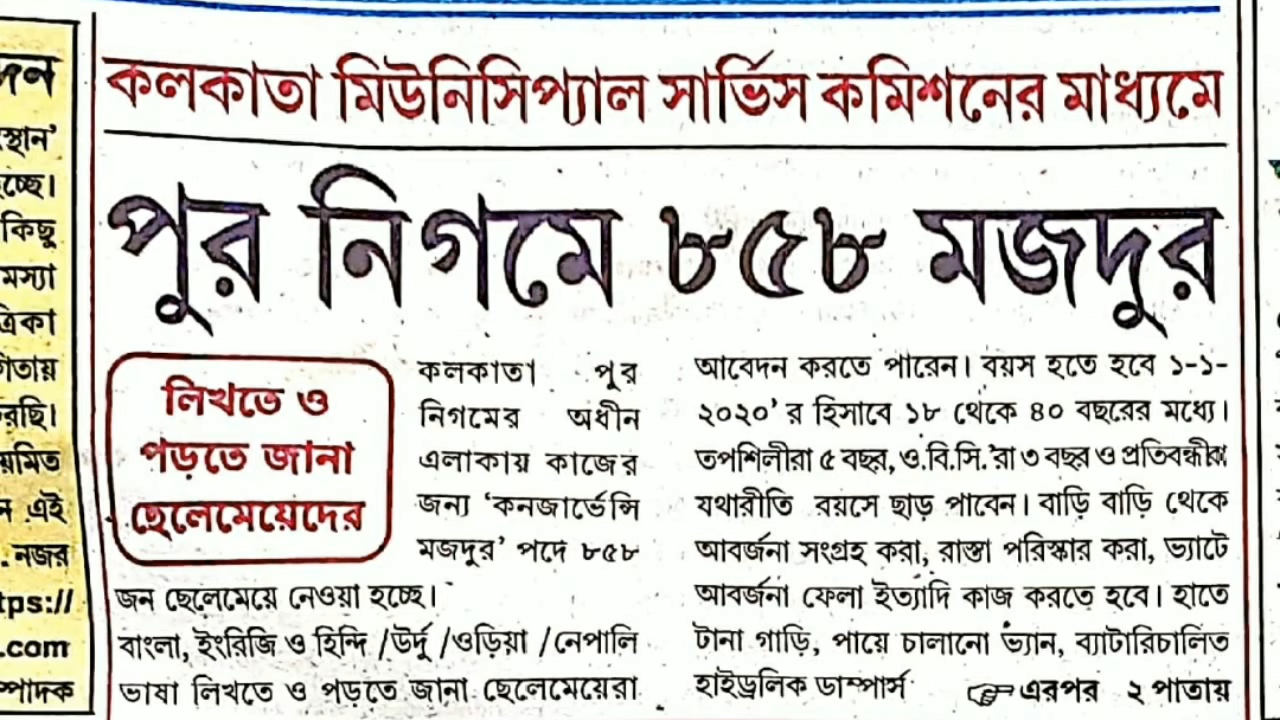 দন
স্থান’
চ্ছে।
কিছু
মস্যা
ত্রিকা
াতায়
রছি।
য়মিত
ন এই
. নজর
tps://
.com
ম্পাদক
কলকাতা মিউনিসিপ্যাল সার্ভিস কমিশনের মাধ্যমে
পুর নিগমে ৮৫৮ মজদুর
লিখতে ও
পড়তে জানা
ছেলেমেয়েদের
কলকাতা পুর
নিগমের অধীন
এলাকায় কাজের
জন্য ‘কনজার্ভেন্সি
মজদুর’ পদে ৮৫৮
জন ছেলেমেয়ে নেওয়া হচ্ছে।
বাংলা, ইংরিজি ও হিন্দি /উর্দু /ওড়িয়া /নেপালি
ভাষা লিখতে ও পড়তে জানা ছেলেমেয়েরা
আবেদন করতে পারেন। বয়স হতে হবে ১-১-
২০২০’ র হিসাবে ১৮ থেকে ৪০ বছরের মধ্যে।
তপশিলীরা ৫ বছর, ও.বি.সি.’রা ৩ বছর ও প্রতিবন্ধীরা
যথারীতি বয়সে ছাড় পাবেন। বাড়ি বাড়ি থেকে
আবর্জনা সংগ্রহ করা, রাস্তা পরিস্কার করা, ভ্যাটে
আবর্জনা ফেলা ইত্যাদি কাজ করতে হবে। হাতে
টানা গাড়ি, পায়ে চালানো ভ্যান, ব্যাটারিচালিত
হাইড্রলিক ডাম্পার্স ☞ এরপর ২ পাতায়